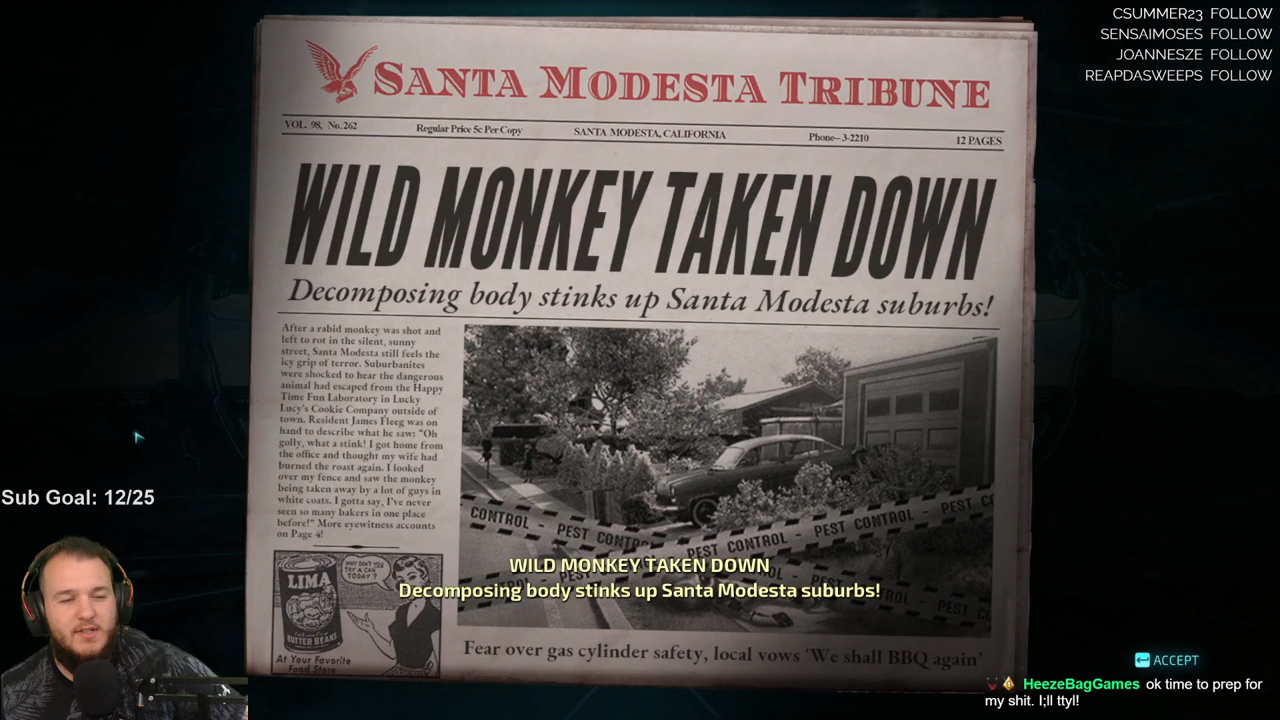 CSUMMER23 FOLLOW
SENSAIMOSES FOLLOW
JOANNESZE FOLLOW
REAPDASWEEPS FOLLOW
SANTA MODESTA TRIBUNE
VOL. 98, No. 262 Regular Price 5c Per Copy SANTA MODESTA, CALIFORNIA Phone-3-2210 12 PAGES
WILD MONKEY TAKEN DOWN
Decomposing body stinks up Santa Modesta suburbs!
After a rabid monkey was shot and
left to rot in the silent, sunny
street, Santa Modesta still feels the
icy grip of terror. Suburbanites
were shocked to hear the dangerous
animal had escaped from the Happy
Time Fun Laboratory in Lucky
Lucy's Cookie Company outside of
town. Resident James Fleeg was on
hand to describe what he saw: "Oh
golly, what a stink! I got home from
the office and thought my wife had
burned the roast again. I looked
over my fence and saw the monkey
being taken away by a lot of guys in
white coats. I gotta say, I've never
seen so many bakers in one place
before!" More eyewitness accounts
on Page 4!
CONTROL - PEST CONTROL
PEST CONTROL - PEST CONTROL - PEST
WILD MONKEY TAKEN DOWN
Decomposing body stinks up Santa Modesta suburbs!
LIMA
BUTTER BEANS
WHY DON'T
YOU TRY
A CAN
TODAY?
At Your Favorite
Food Store
Fear over gas cylinder safety, local vows 'We shall BBQ again'
Sub Goal: 12/25
ACCEPT
HeezeBagGames ok time to prep for
my shit. I;ll ttyl!